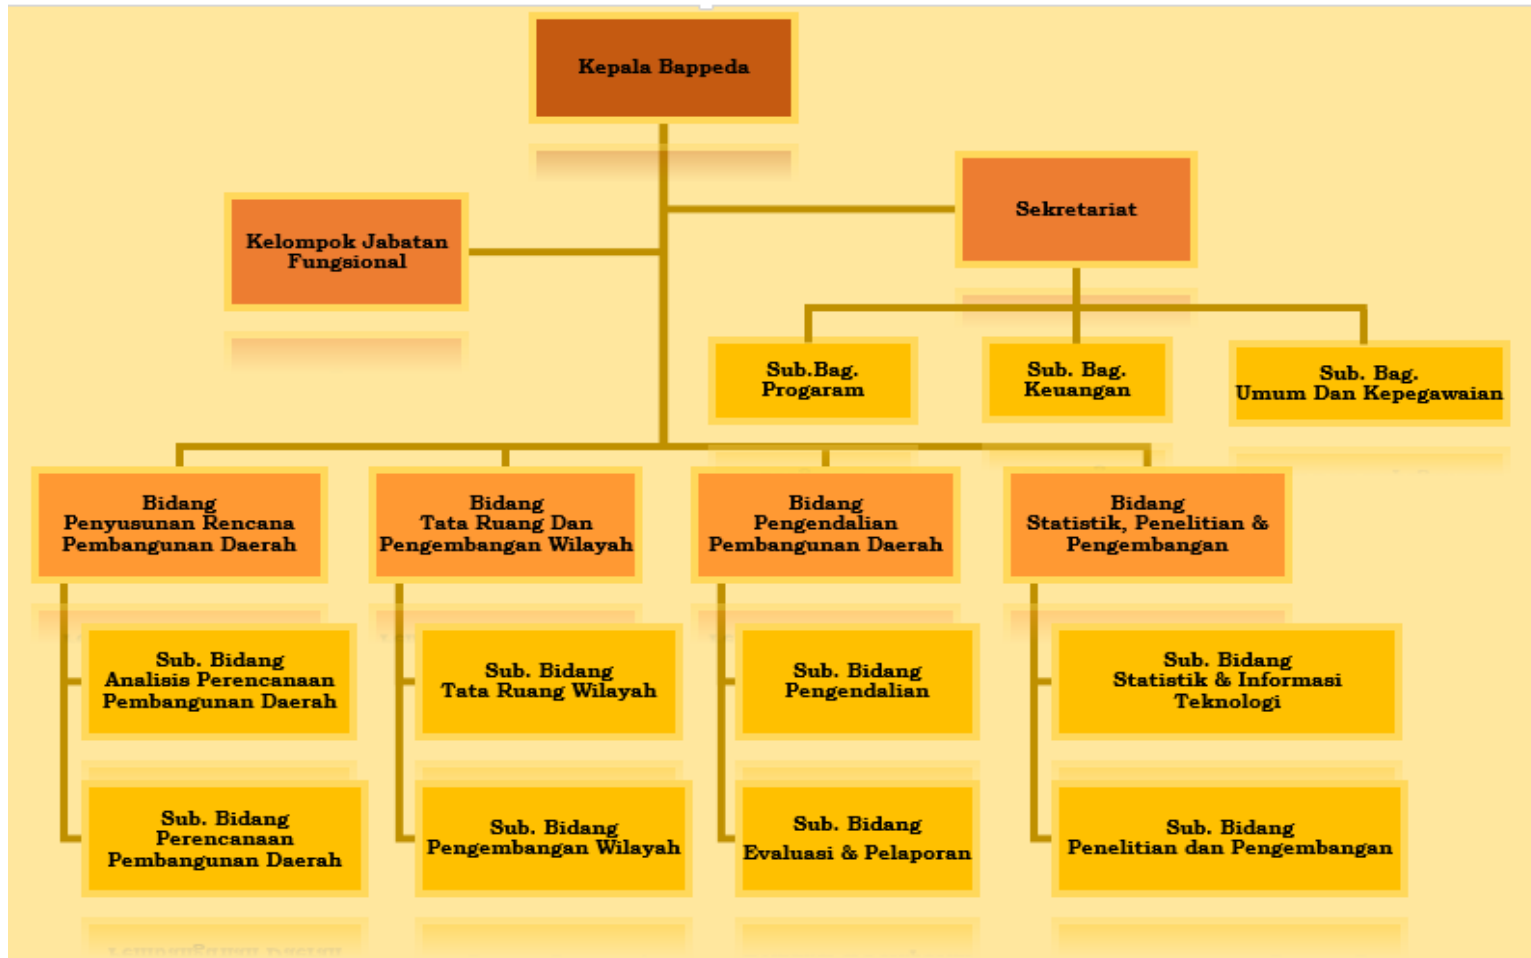 Kepala Bappeda
Sekretariat
Kelompok Jabatan
Fungsional
Sub.Bag.
Progaram
Sub. Bag.
Keuangan
Sub. Bag.
Umum Dan Kepegawaian
Bidang
Penyusunan Rencana
Pembangunan Daerah
Bidang
Tata Ruang Dan
Pengembangan Wilayah
Bidang
Pengendalian
Pembangunan Daerah
Bidang
Statistik, Penelitian &
Pengembangan
Sub. Bidang
Analisis Perencanaan
Pembangunan Daerah
Sub. Bidang
Tata Ruang Wilayah
Sub. Bidang
Pengendalian
Sub. Bidang
Statistik & Informasi
Teknologi
Sub. Bidang
Perencanaan
Pembangunan Daerah
Sub. Bidang
Pengembangan Wilayah
Sub. Bidang
Evaluasi & Pelaporan
Sub. Bidang
Penelitian dan Pengembangan